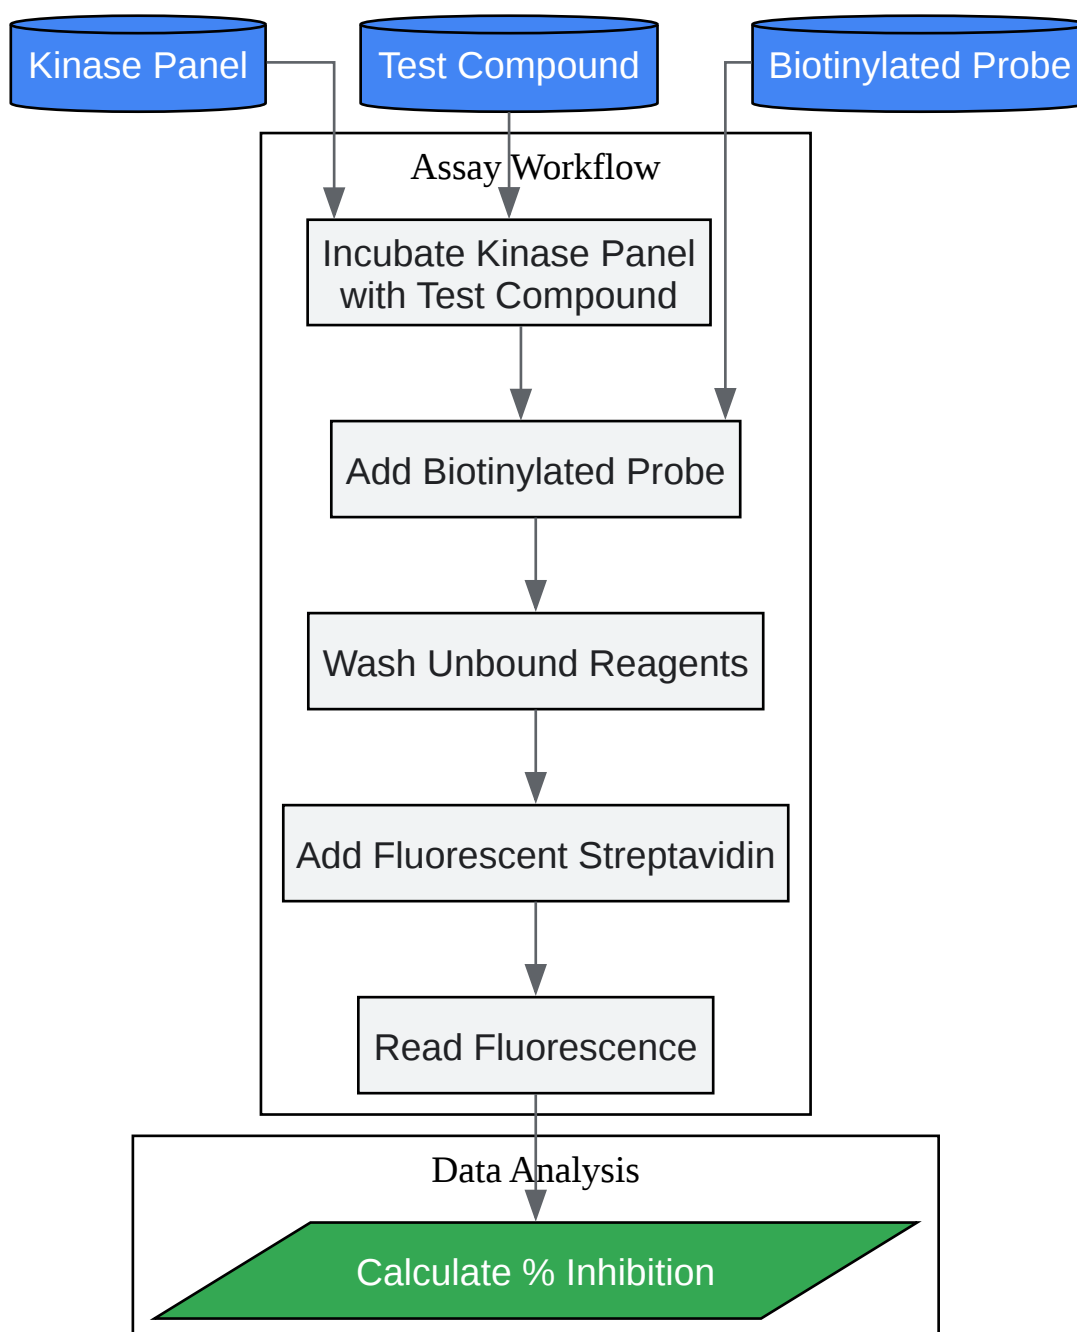 Kinase Panel
Test Compound
Biotinylated Probe
Assay Workflow
Incubate Kinase Panel
with Test Compound
Add Biotinylated Probe
Wash Unbound Reagents
Add Fluorescent Streptavidin
Read Fluorescence
Data Analysis
Calculate % Inhibition